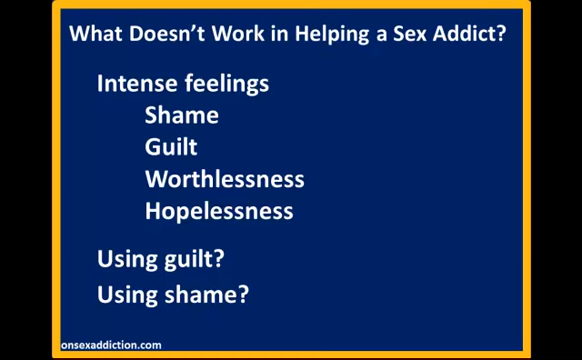 What Doesn't Work in Helping a Sex Addict?
Intense feelings
Shame
Guilt
Worthlessness
Hopelessness
Using guilt?
Using shame?
onsexaddiction.com